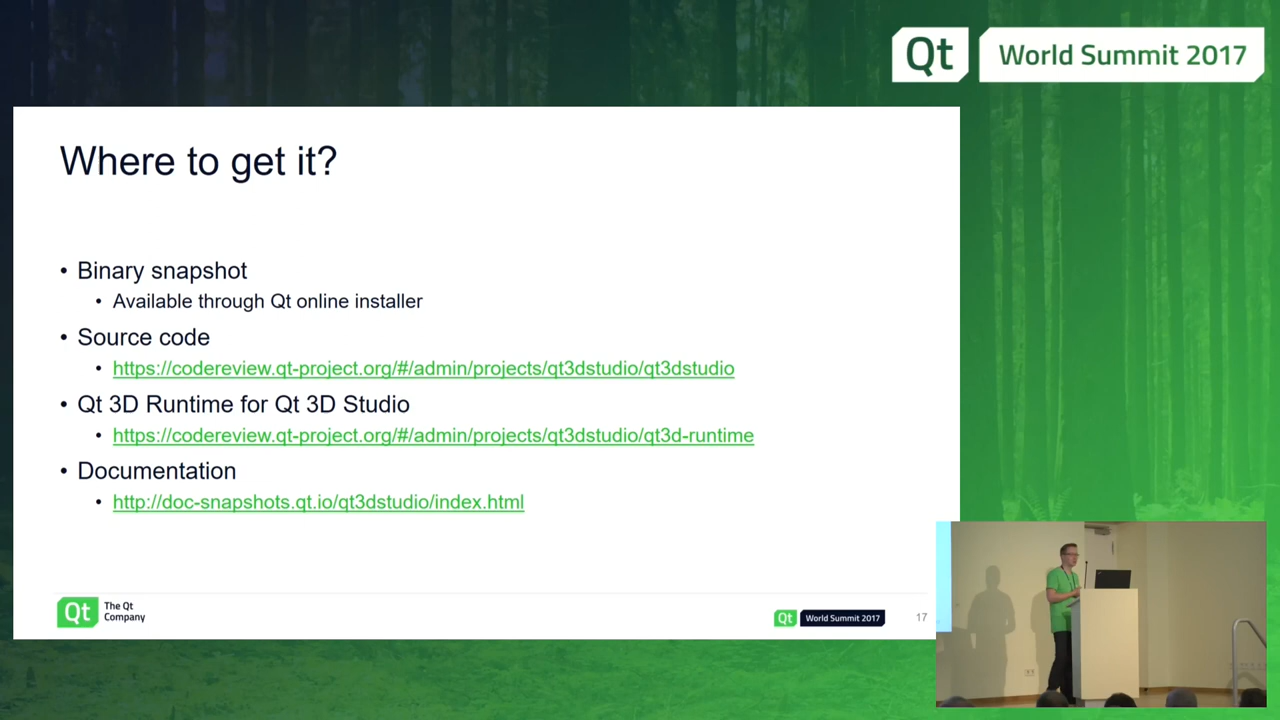 Qt World Summit 2017
Where to get it?
• Binary snapshot
• Available through Qt online installer
• Source code
• https://codereview.qt-project.org/#/admin/projects/qt3dstudio/qt3dstudio
• Qt 3D Runtime for Qt 3D Studio
• https://codereview.qt-project.org/#/admin/projects/qt3dstudio/qt3d-runtime
• Documentation
• http://doc-snapshots.qt.io/qt3dstudio/index.html
Qt The Qt
Company
Qt World Summit 2017
17